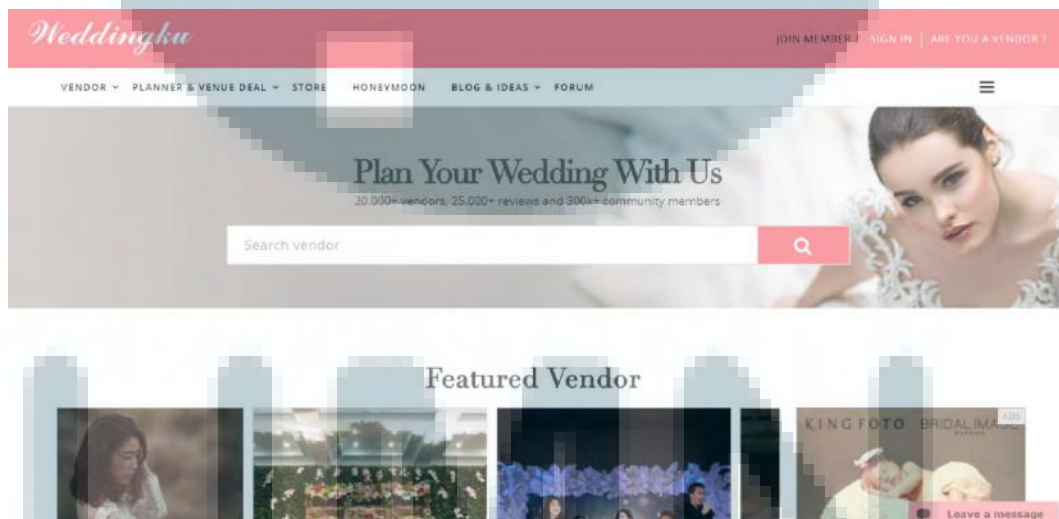 Weddingku
JOIN MEMBER ? SIGN IN | ARE YOU A VENDOR ?
VENDOR PLANNER & VENUE DEAL STORE HONEYMOON BLOG & IDEAS FORUM
Plan Your Wedding With Us
20.000+ vendors, 25.000+ reviews and 300k+ community members
Search vendor
Featured Vendor
ADS
KING FOTO BRIDAL IMAGE
Leave a message